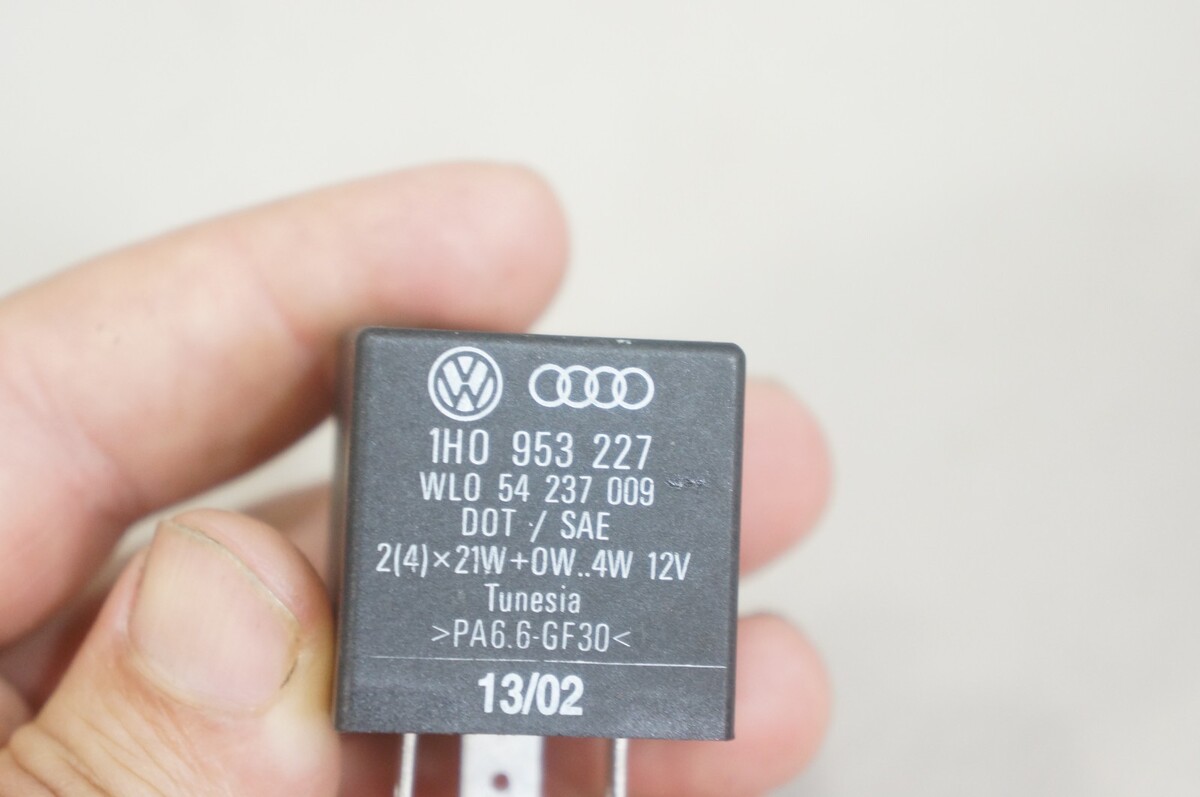 1H0 953 227
WL0 54 237 009
DOT / SAE
2(4)×21W+0W..4W 12V
Tunesia
>PA6.6-GF30<
13/02